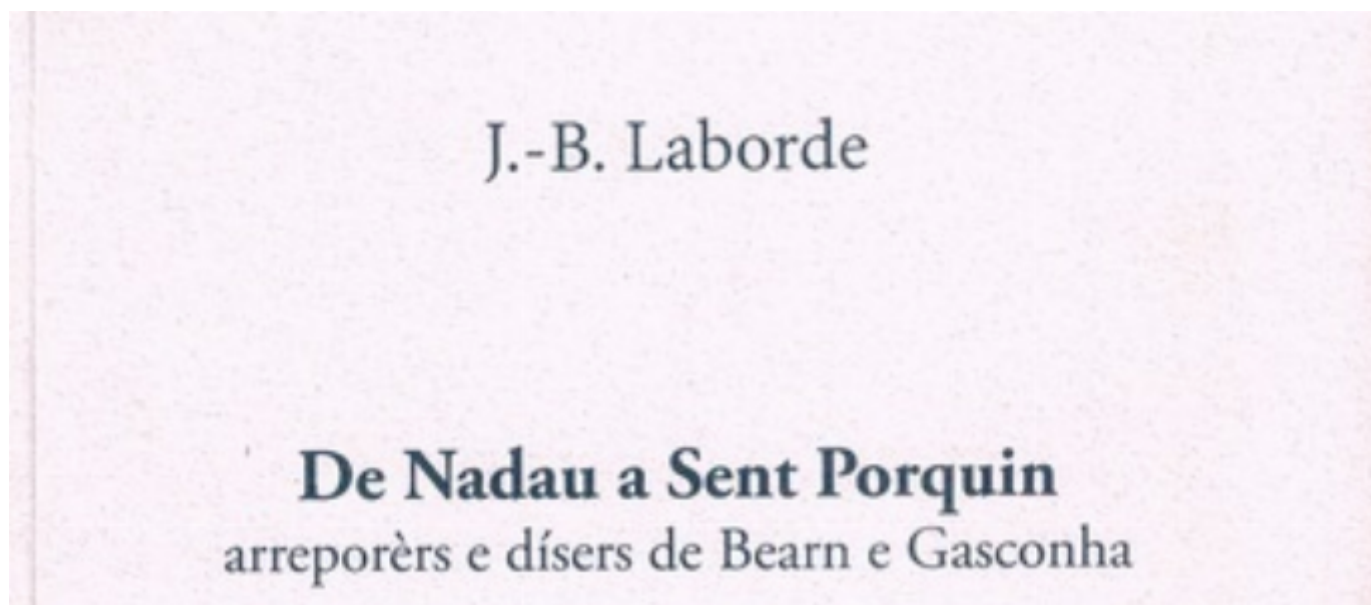 J.-B. Laborde
De Nadau a Sent Porquin
arreporèrs e dísers de Bearn e Gasconha